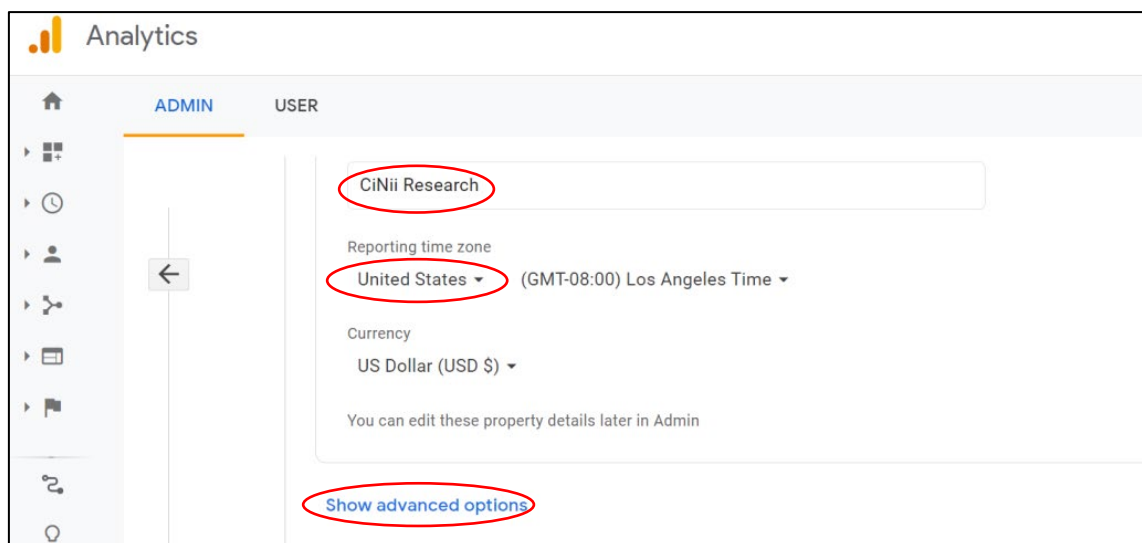 Analytics
ADMIN USER
CiNii Research
Reporting time zone
United States (GMT-08:00) Los Angeles Time
Currency
US Dollar (USD $)
You can edit these property details later in Admin
Show advanced options